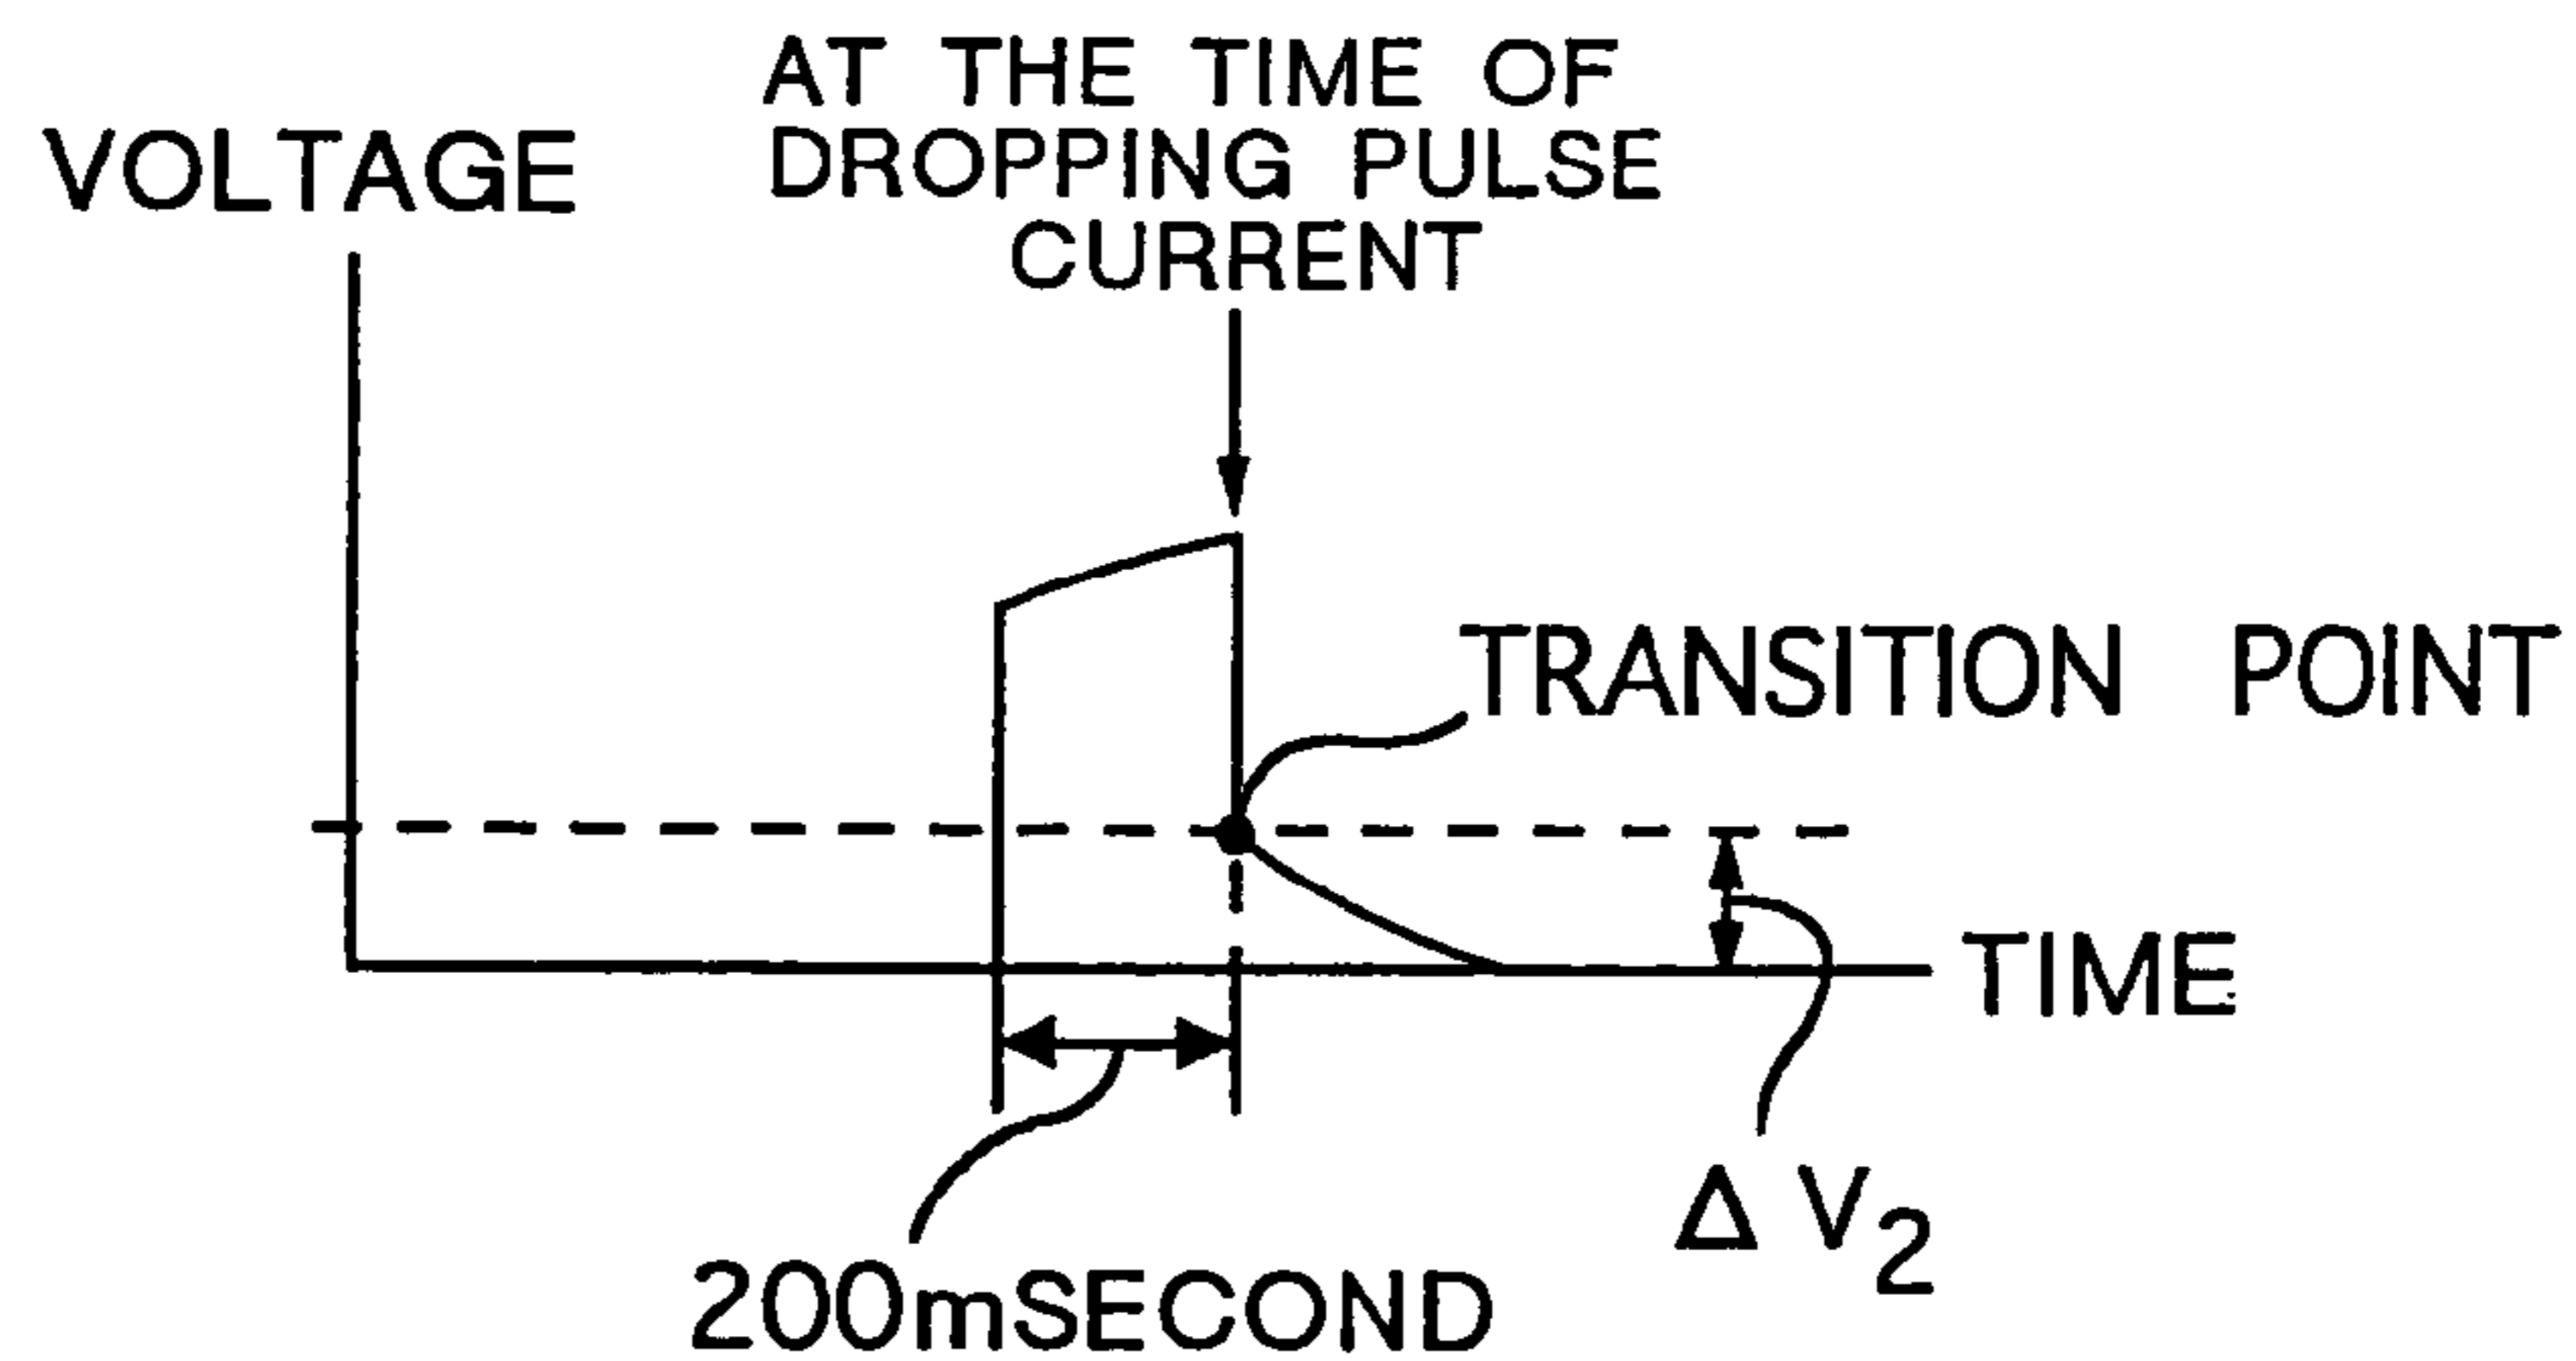 AT THE TIME OF
DROPPING PULSE
CURRENT
VOLTAGE
TRANSITION POINT
TIME
ΔV₂
200mSECOND